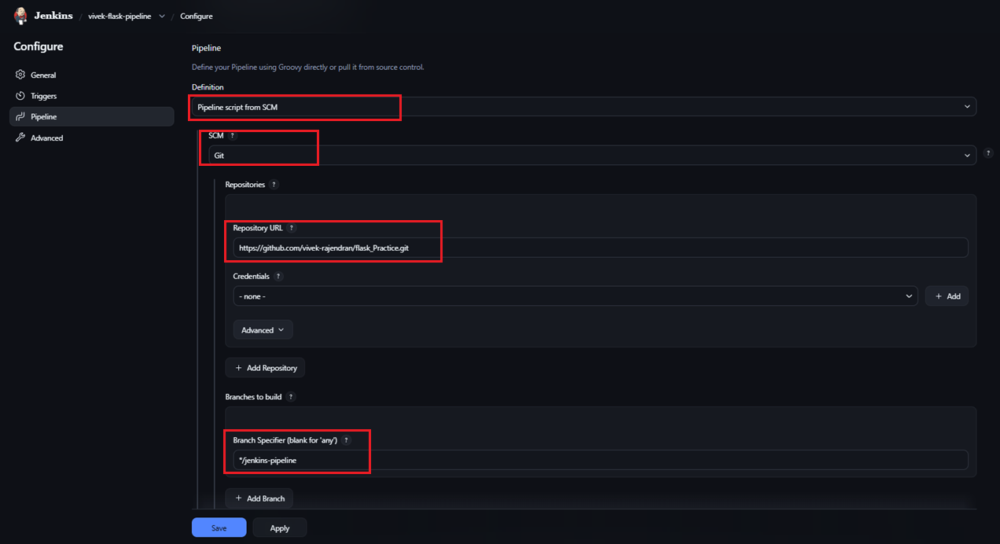 Jenkins / vivek-flask-pipeline / Configure
Configure
General
Triggers
Pipeline
Advanced
Pipeline
Define your Pipeline using Groovy directly or pull it from source control.
Definition
Pipeline script from SCM
SCM ?
Git
?
Repositories ?
Repository URL ?
https://github.com/vivek-rajendran/flask_Practice.git
Credentials ?
- none -
+ Add
Advanced
+ Add Repository
Branches to build ?
Branch Specifier (blank for 'any') ?
*/jenkins-pipeline
+ Add Branch
Save
Apply